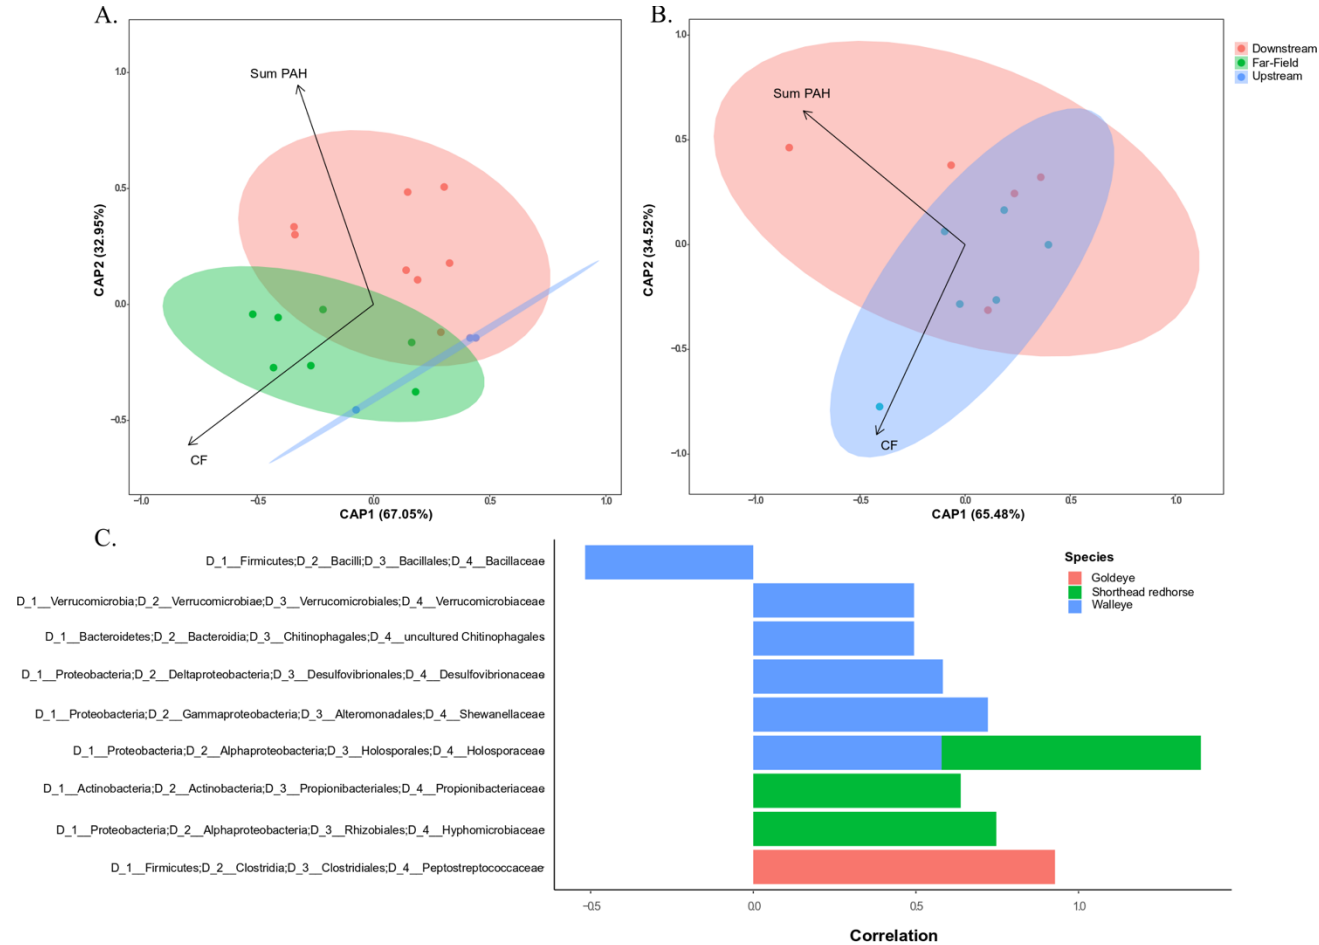 A.
B.
Sum PAH
CF
1.0
0.5
0.0
−0.5
−1.0
−0.5
0.0
0.5
1.0
CAP2 (32.95%)
CAP1 (67.05%)
Sum PAH
CF
1.0
0.5
0.0
−0.5
−1.0
−1.0
−0.5
0.0
0.5
1.0
CAP2 (34.52%)
CAP1 (65.48%)
Downstream
Far-Field
Upstream
C.
D_1__Firmicutes;D_2__Bacilli;D_3__Bacillales;D_4__Bacillaceae
D_1__Verrucomicrobia;D_2__Verrucomicrobiae;D_3__Verrucomicrobiales;D_4__Verrucomicrobiaceae
D_1__Bacteroidetes;D_2__Bacteroidia;D_3__Chitinophagales;D_4__uncultured Chitinophagales
D_1__Proteobacteria;D_2__Deltaproteobacteria;D_3__Desulfovibrionales;D_4__Desulfovibrionaceae
D_1__Proteobacteria;D_2__Gammaproteobacteria;D_3__Alteromonadales;D_4__Shewanellaceae
D_1__Proteobacteria;D_2__Alphaproteobacteria;D_3__Holosporales;D_4__Holosporaceae
D_1__Actinobacteria;D_2__Actinobacteria;D_3__Propionibacteriales;D_4__Propionibacteriaceae
D_1__Proteobacteria;D_2__Alphaproteobacteria;D_3__Rhizobiales;D_4__Hyphomicrobiaceae
D_1__Firmicutes;D_2__Clostridia;D_3__Clostridiales;D_4__Peptostreptococcaceae
Species
Goldeye
Shorthead redhorse
Walleye
−0.5
0.0
0.5
1.0
Correlation